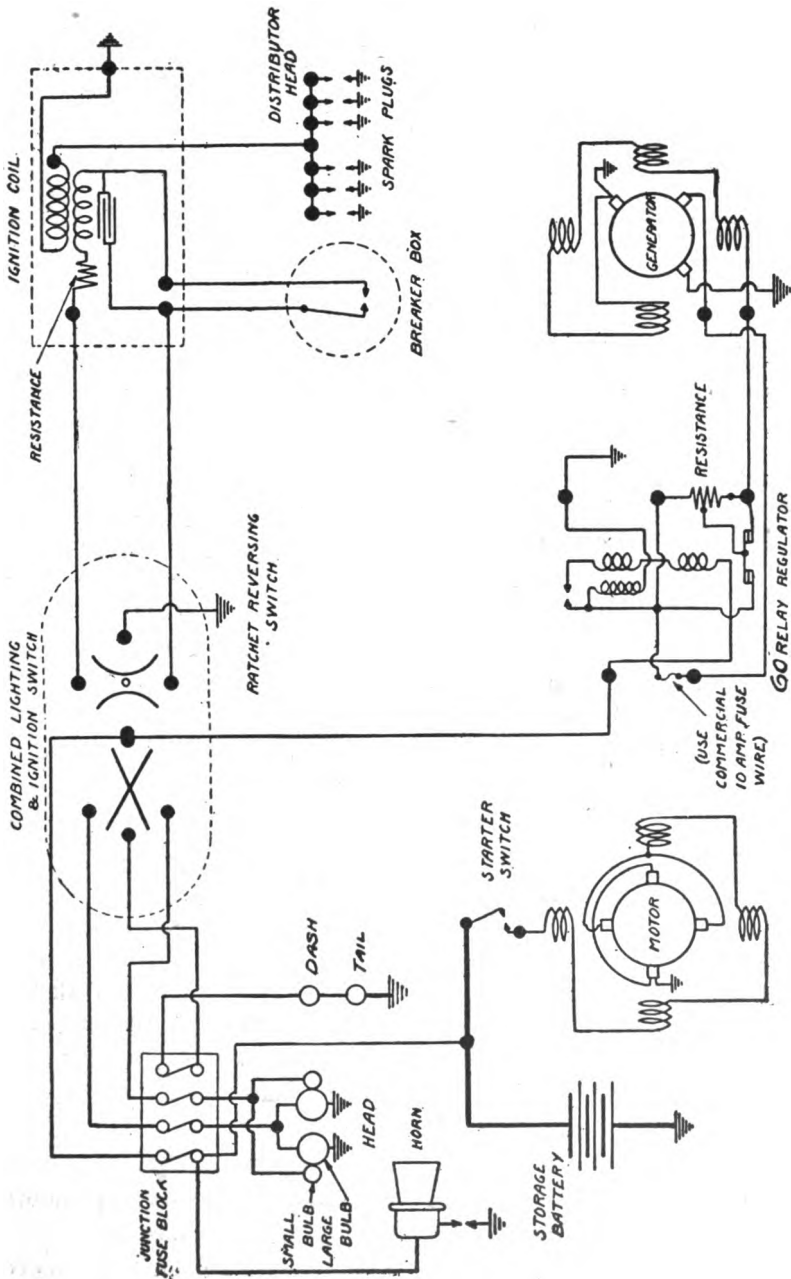 COMBINED LIGHTING
& IGNITION SWITCH
RESISTANCE
IGNITION COIL
RATCHET REVERSING
SWITCH
BREAKER BOX
DISTRIBUTOR
HEAD
SPARK PLUGS
JUNCTION
FUSE BLOCK
DASH
TAIL
SMALL
BULB
LARGE
BULB
HEAD
HORN
STORAGE
BATTERY
STARTER
SWITCH
MOTOR
(USE
COMMERCIAL
10 AMP. FUSE
WIRE)
GO RELAY REGULATOR
RESISTANCE
GENERATOR